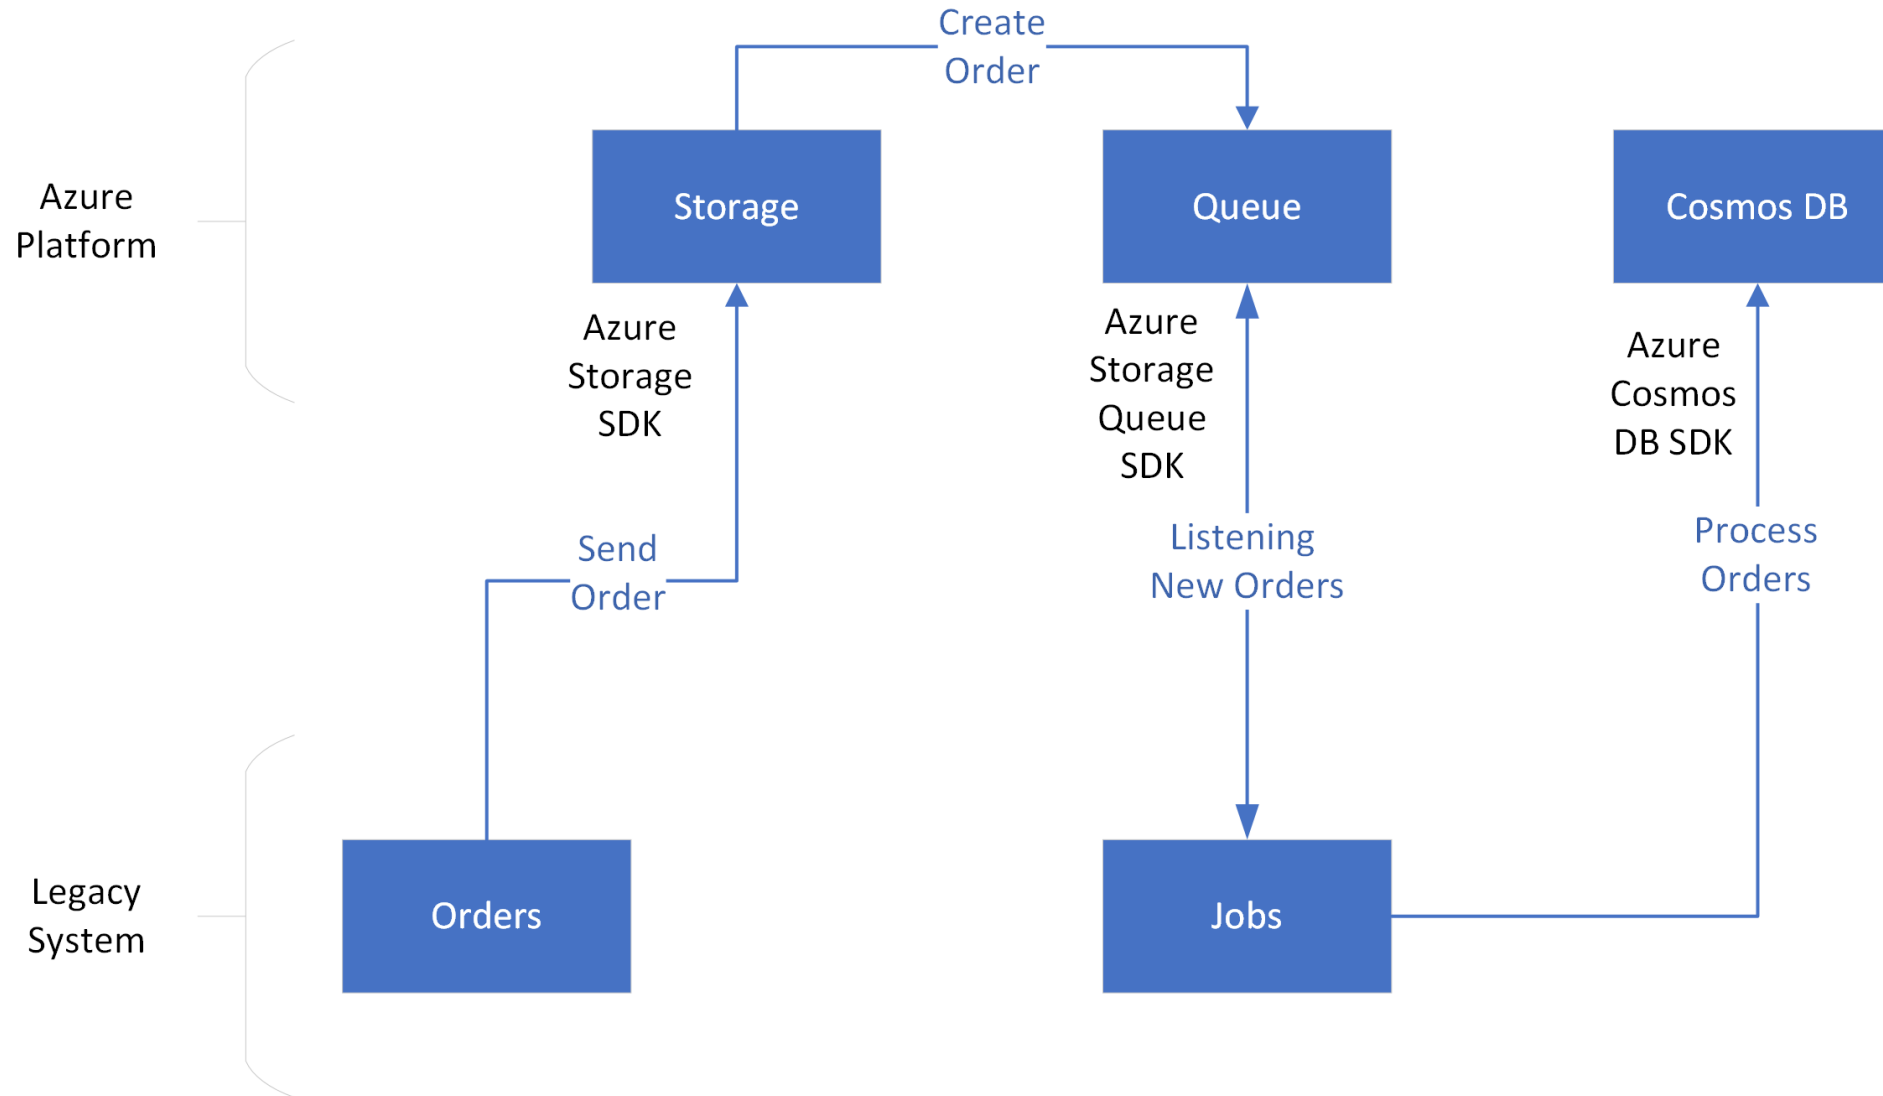 Create
Order
Azure
Platform
Storage
Queue
Cosmos DB
Azure
Storage
SDK
Azure
Storage
Queue
SDK
Azure
Cosmos
DB SDK
Send
Order
Listening
New Orders
Process
Orders
Legacy
System
Orders
Jobs